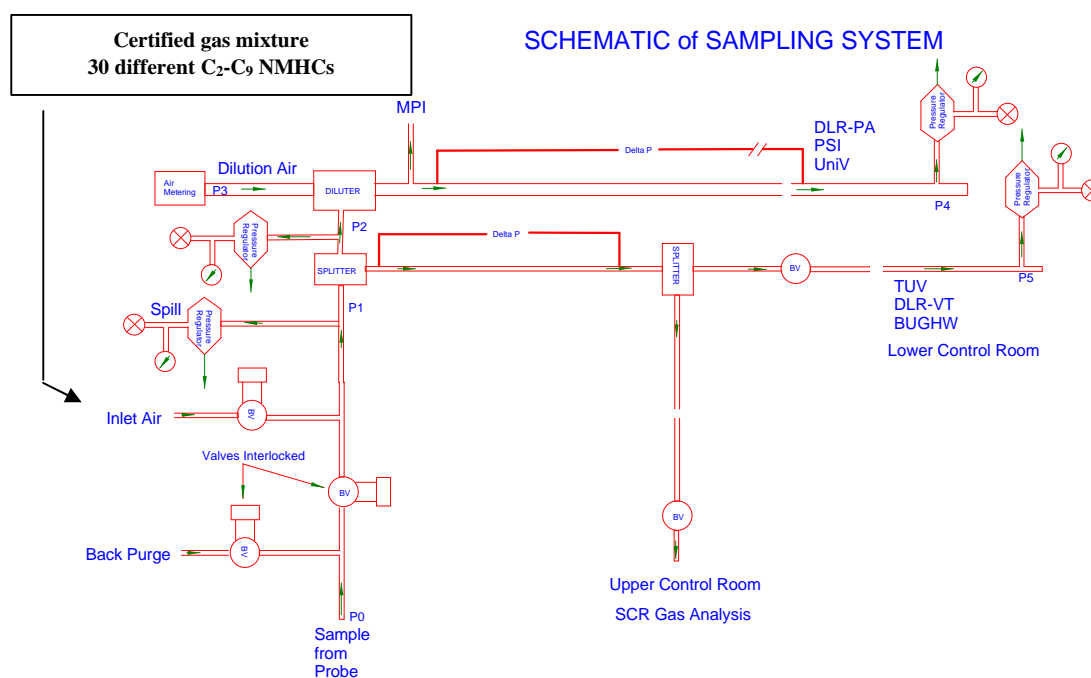 Certified gas mixture
30 different C₂-C₉ NMHCs
SCHEMATIC of SAMPLING SYSTEM
MPI
DLR-PA
PSI
UniV
Pressure
Regulator
Pressure
Regulator
Delta P
Dilution Air
Air
Metering
P3
DILUTER
P4
P2
Pressure
Regulator
Delta P
SPLITTER
SPLITTER
BV
P5
TUV
DLR-VT
BUGHW
Lower Control Room
P1
Spill
Pressure
Regulator
Inlet Air
BV
Valves Interlocked
BV
BV
BV
Back Purge
Upper Control Room
SCR Gas Analysis
P0
Sample
from
Probe